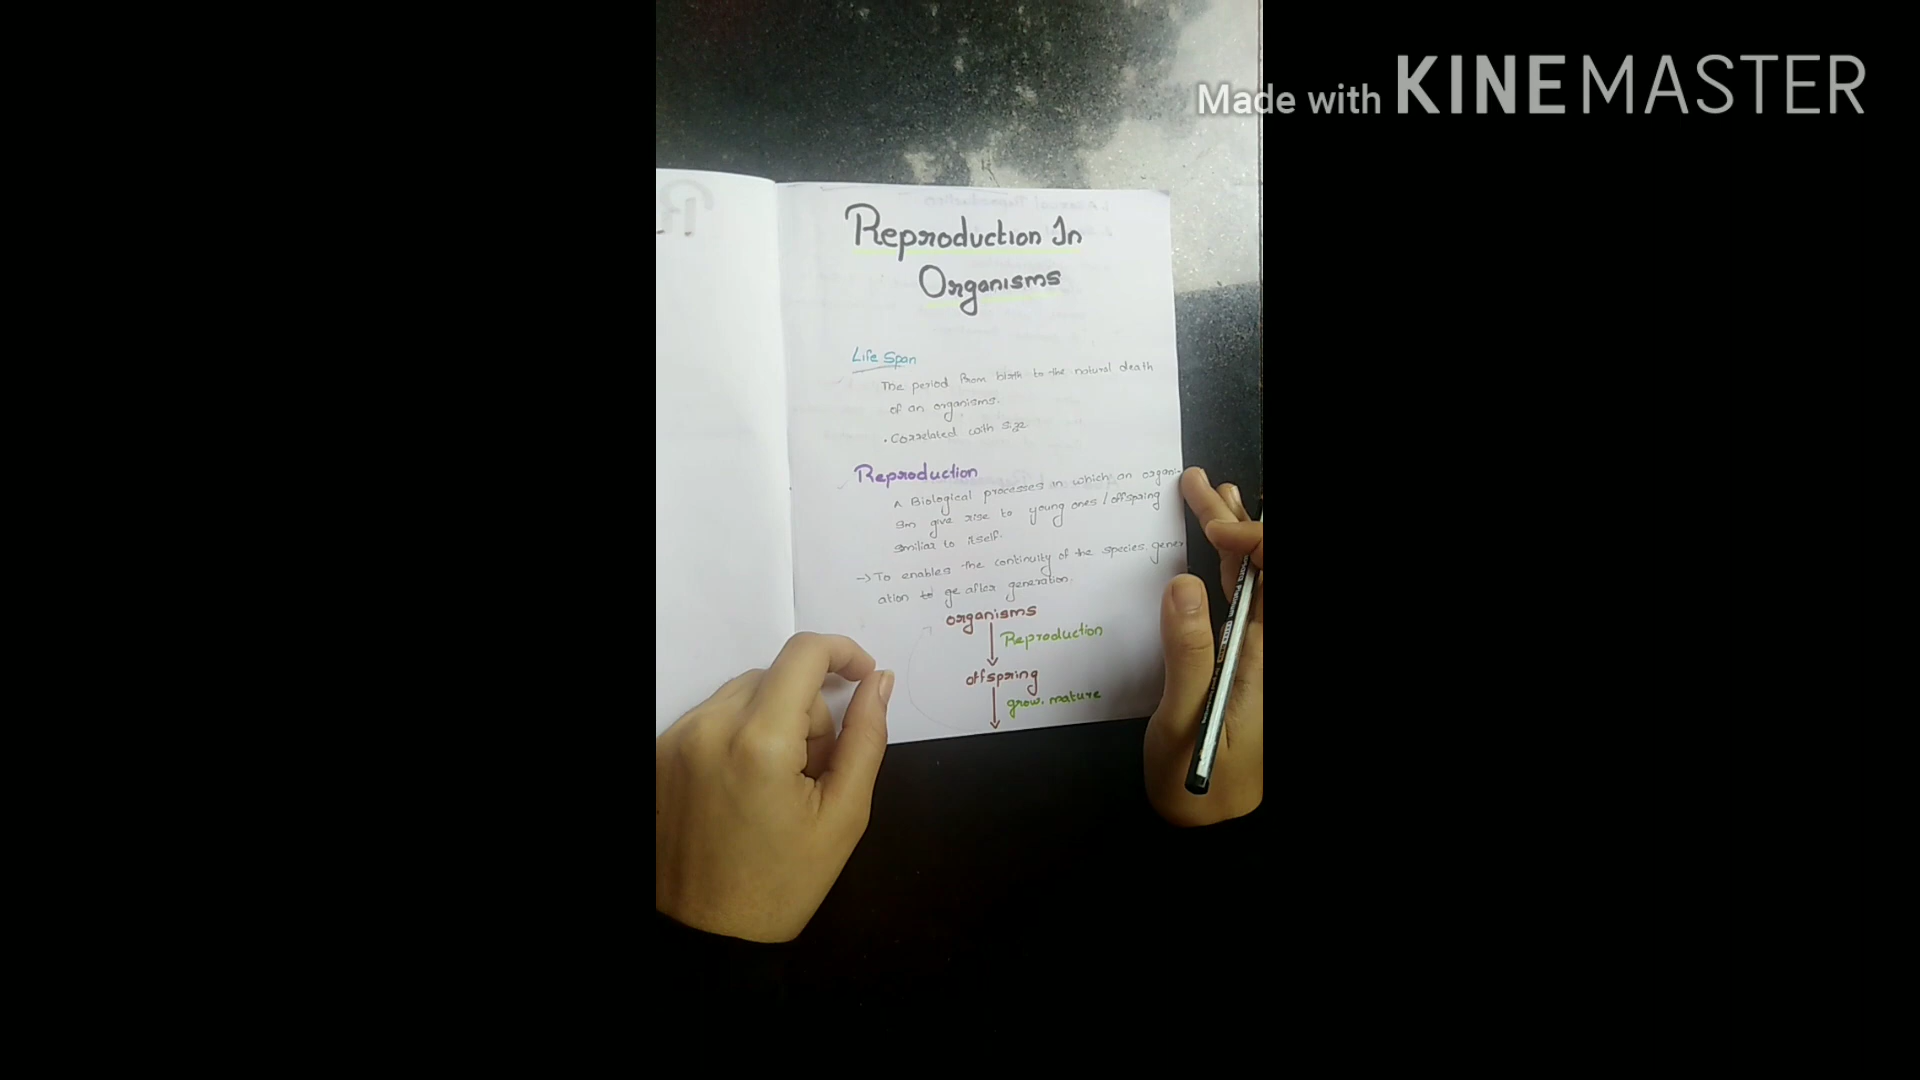 Made with KINEMASTER
Reproduction In
Organisms
Life Span
The period from birth to the natural death
of an organisms.
• Correlated with size
Reproduction
A Biological processes in which an organi-
sm give rise to young ones / offspring
similiar to itself.
→ To enables the continuity of the species. gener
ation to ge after generation.
organisms
Reproduction
offspring
grow. mature